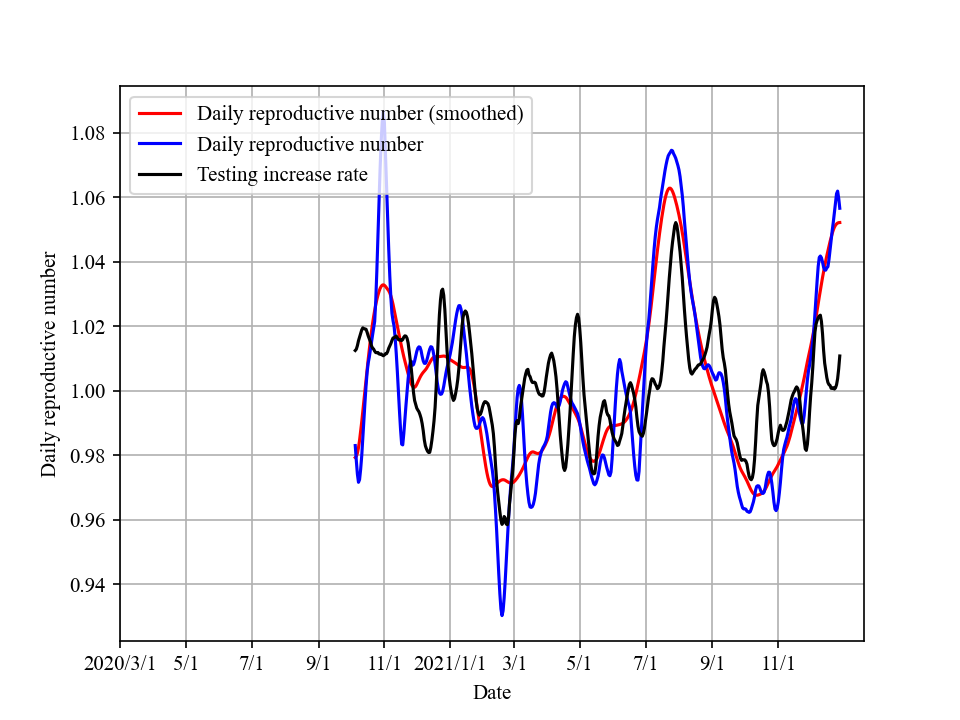 Daily reproductive number (smoothed)
Daily reproductive number
Testing increase rate
1.08
1.06
1.04
1.02
1.00
0.98
0.96
0.94
Daily reproductive number
2020/3/1 5/1 7/1 9/1 11/1 2021/1/1 3/1 5/1 7/1 9/1 11/1
Date